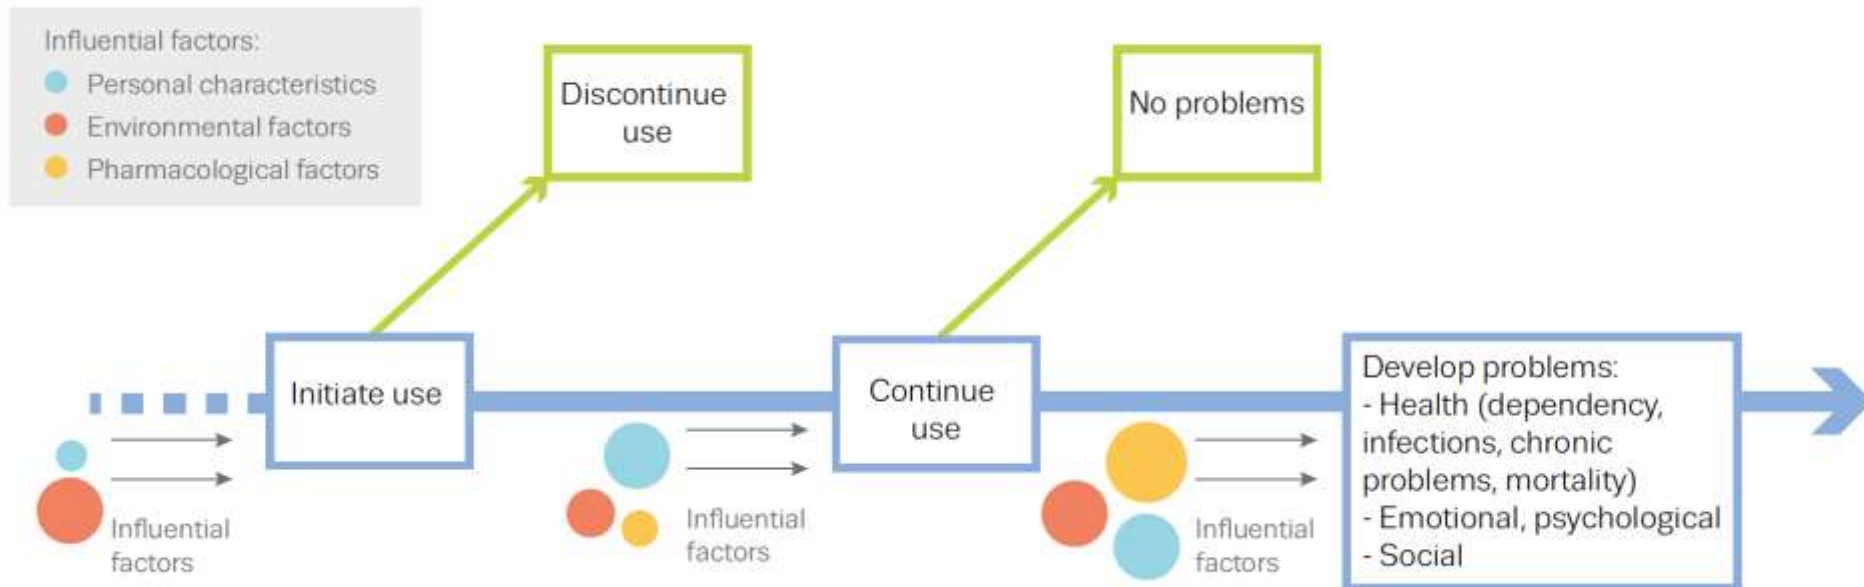 Influential factors:
Personal characteristics
Environmental factors
Pharmacological factors
Discontinue
use
No problems
Initiate use
Continue
use
Develop problems:
- Health (dependency,
infections, chronic
problems, mortality)
- Emotional, psychological
- Social
Influential
factors
Influential
factors
Influential
factors